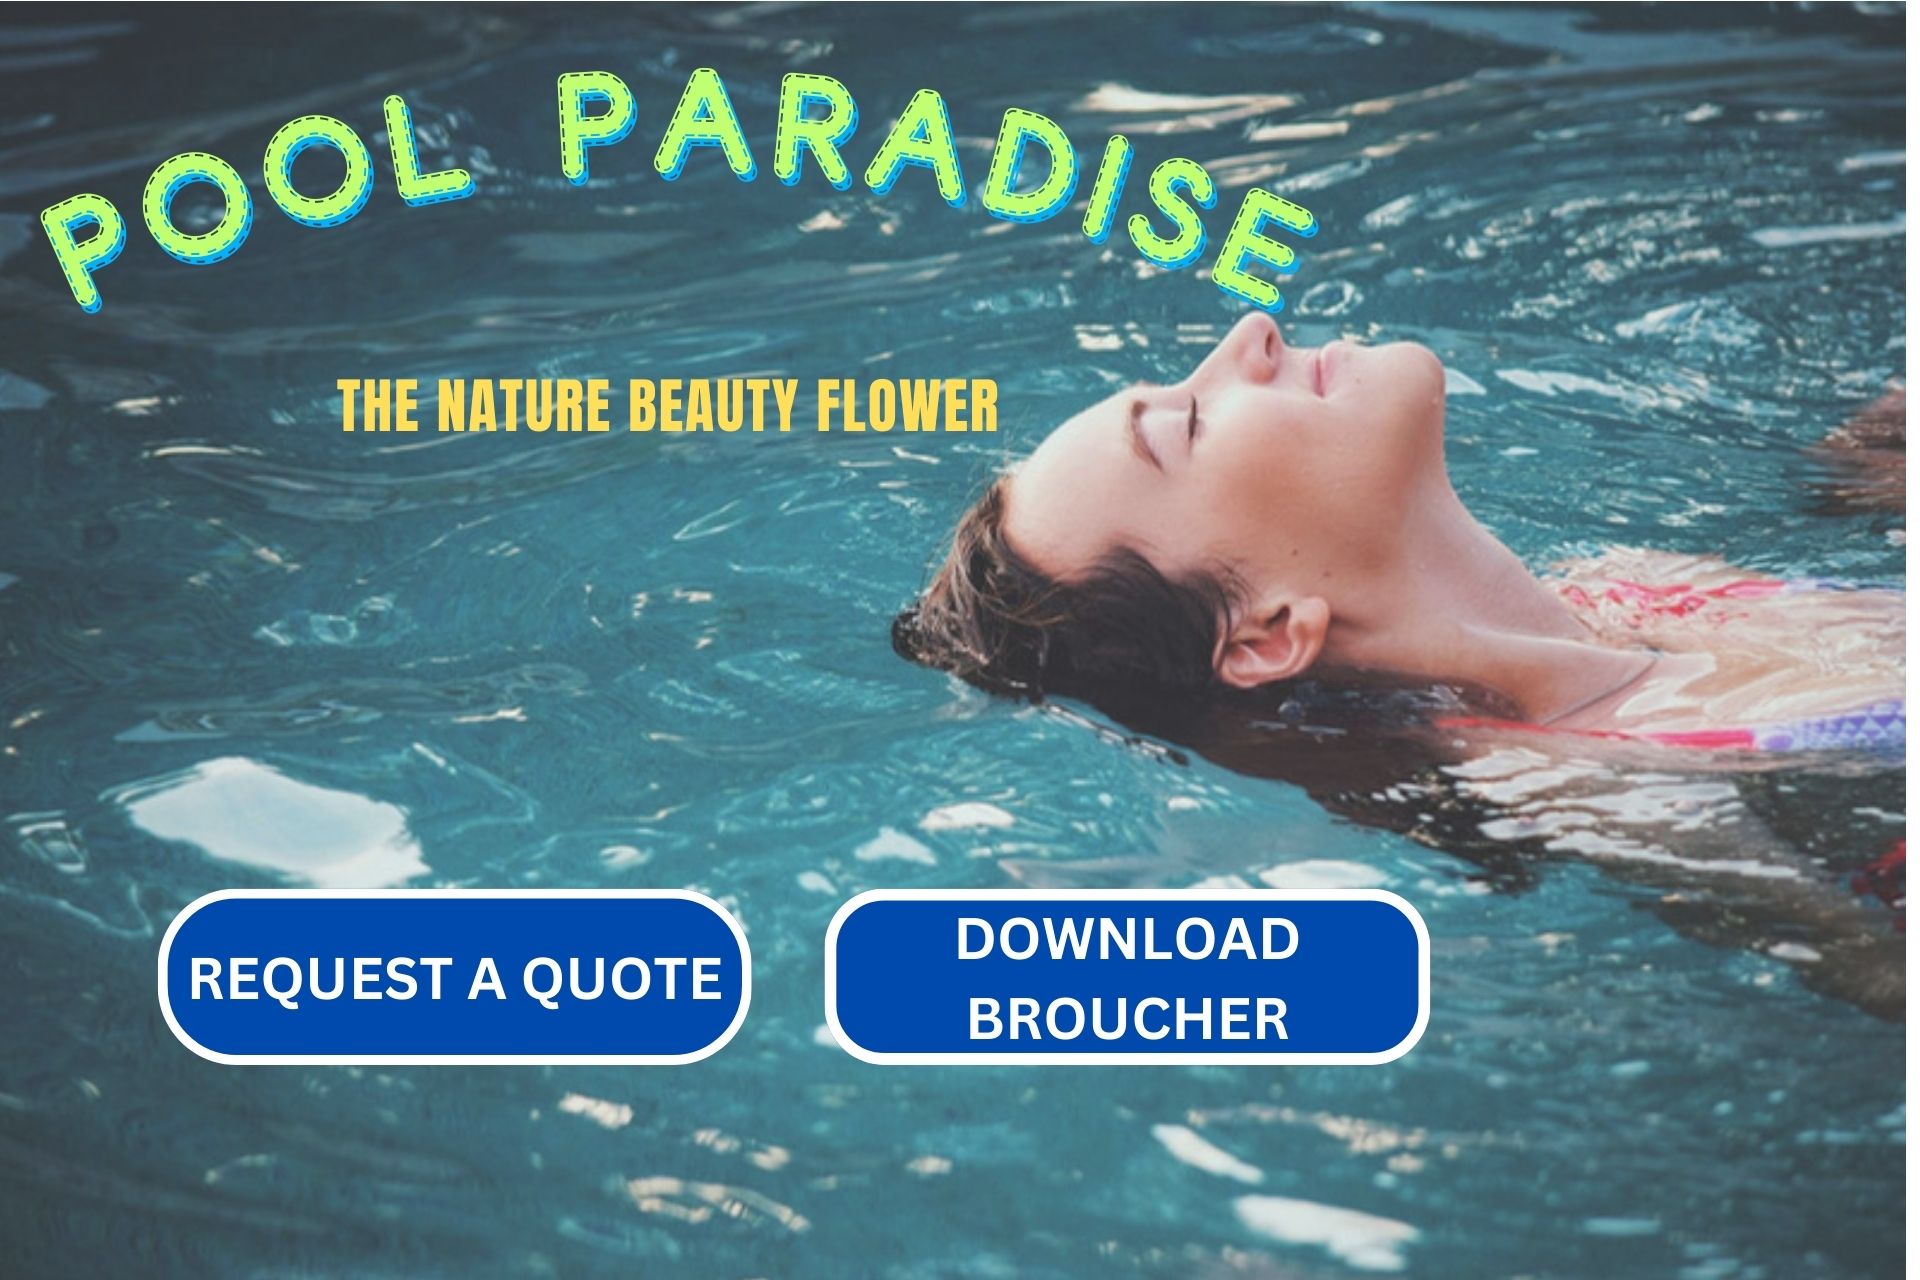 POOL PARADISE
THE NATURE BEAUTY FLOWER
REQUEST A QUOTE
DOWNLOAD
BROUCHER